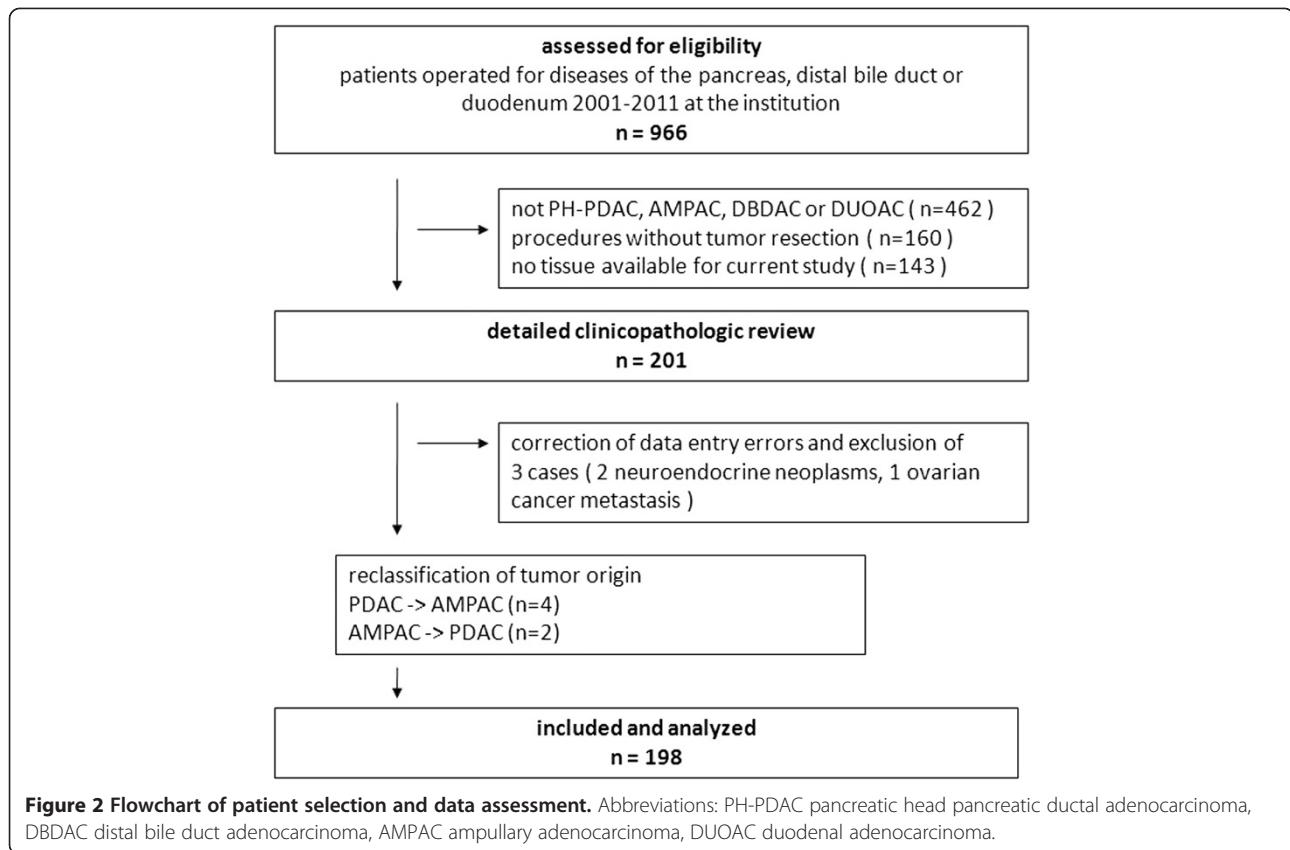 assessed for eligibility
patients operated for diseases of the pancreas, distal bile duct or
duodenum 2001-2011 at the institution
n = 966
not PH-PDAC, AMPAC, DBDAC or DUOAC ( n=462 )
procedures without tumor resection ( n=160 )
no tissue available for current study ( n=143 )
detailed clinicopathologic review
n = 201
correction of data entry errors and exclusion of
3 cases ( 2 neuroendocrine neoplasms, 1 ovarian
cancer metastasis )
reclassification of tumor origin
PDAC -> AMPAC (n=4)
AMPAC -> PDAC (n=2)
included and analyzed
n = 198
Figure 2 Flowchart of patient selection and data assessment. Abbreviations: PH-PDAC pancreatic head pancreatic ductal adenocarcinoma,
DBDAC distal bile duct adenocarcinoma, AMPAC ampullary adenocarcinoma, DUOAC duodenal adenocarcinoma.